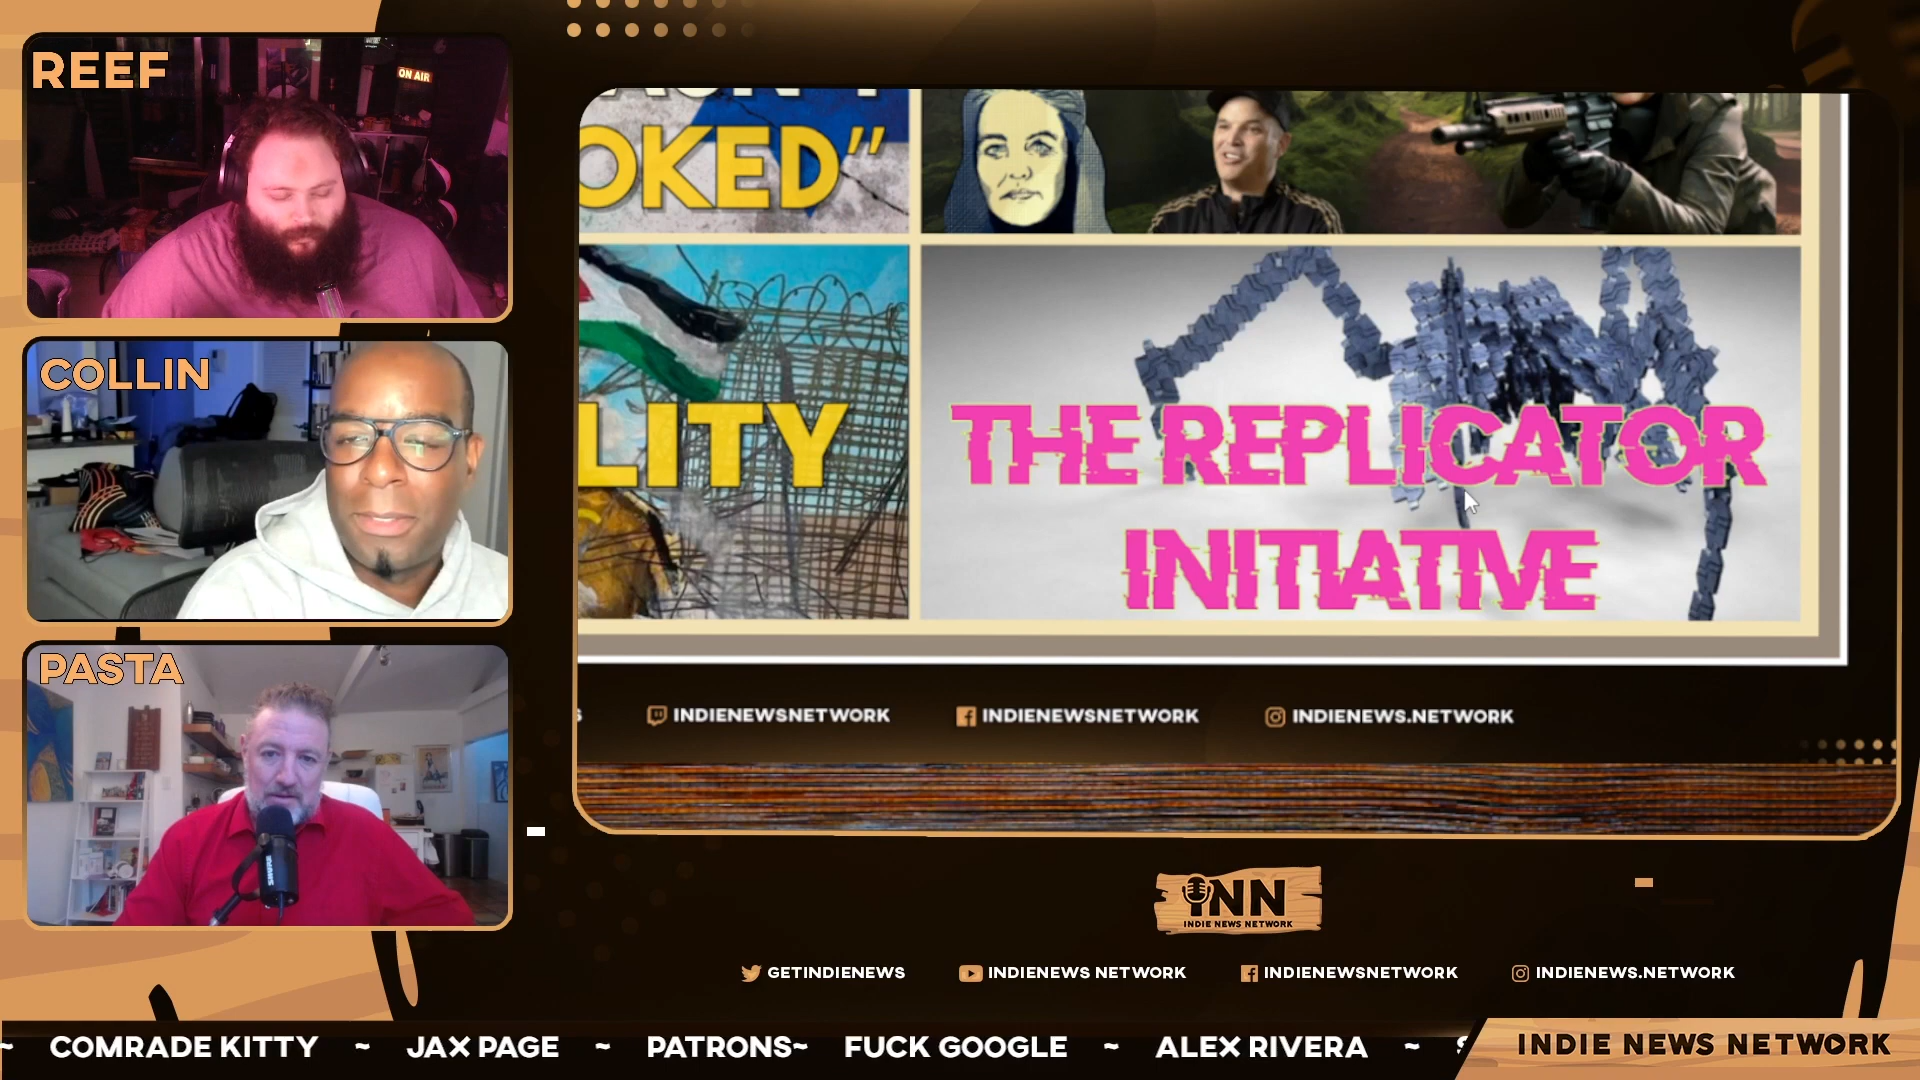 REEF
ON AIR
COLLIN
PASTA
OKED"
LITY
THE REPLICATOR
INITIATIVE
INDIENEWSNETWORK
INDIENEWSNETWORK
INDIENEWS.NETWORK
INN
INDIE NEWS NETWORK
GETINDIENEWS
INDIENEWS NETWORK
INDIENEWSNETWORK
INDIENEWS.NETWORK
~ COMRADE KITTY ~ JAX PAGE ~ PATRONS~ FUCK GOOGLE ~ ALEX RIVERA ~
INDIE NEWS NETWORK
SHURE